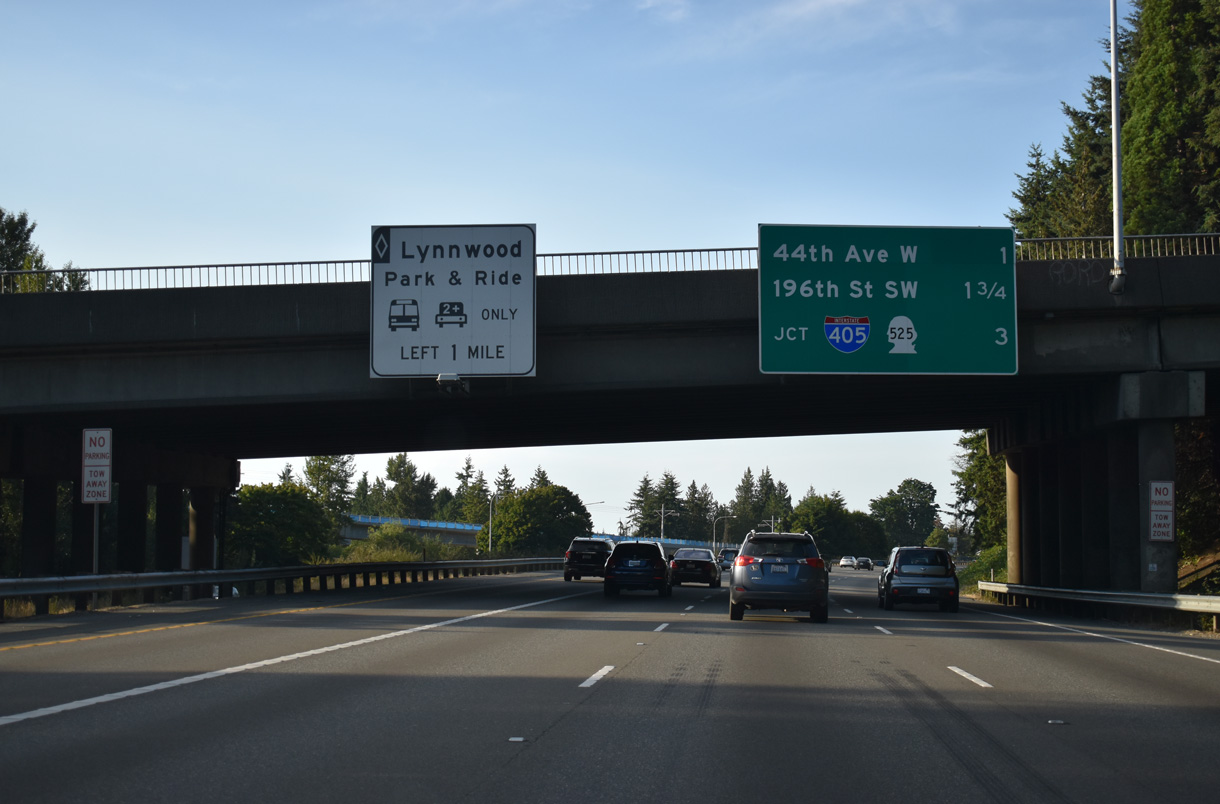 Lynnwood
Park & Ride
2+ ONLY
LEFT 1 MILE
44th Ave W 1
196th St SW 1 3/4
JCT INTERSTATE 405 525 3
NO
PARKING
TOW
AWAY
ZONE
NO
PARKING
TOW
AWAY
ZONE